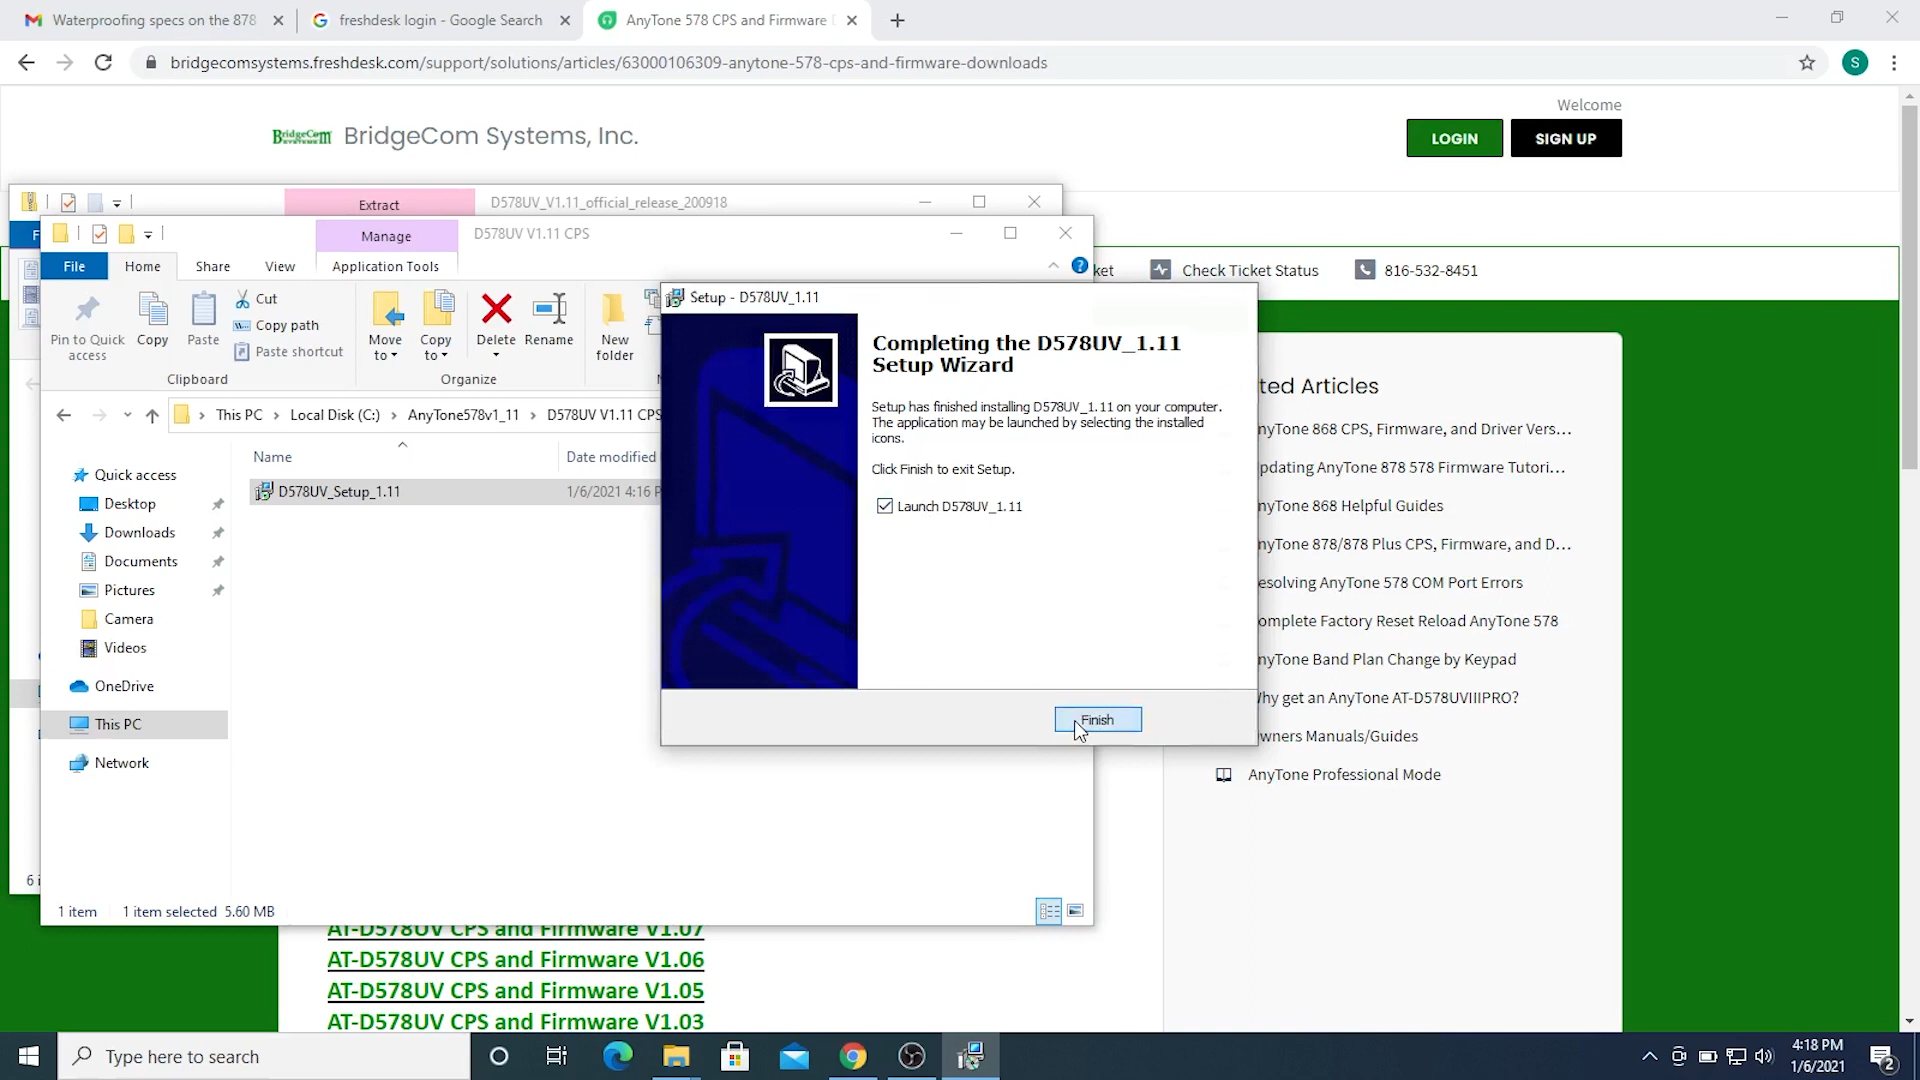 Waterproofing specs on the 878
freshdesk login - Google Search
AnyTone 578 CPS and Firmware
bridgecomsystems.freshdesk.com/support/solutions/articles/63000106309-anytone-578-cps-and-firmware-downloads
S
Welcome
BridgeCom
BridgeCom Systems, Inc.
LOGIN
SIGN UP
Extract
D578UV_V1.11_official_release_200918
Manage
D578UV V1.11 CPS
File
Home
Share
View
Application Tools
ket
Check Ticket Status
816-532-8451
Pin to Quick access
Copy
Paste
Cut
Copy path
Paste shortcut
Move to
Copy to
Delete
Rename
New folder
Clipboard
Organize
This PC
Local Disk (C:)
AnyTone578v1_11
D578UV V1.11 CPS
Name
Date modified
D578UV_Setup_1.11
1/6/2021 4:16 P
Quick access
Desktop
Downloads
Documents
Pictures
Camera
Videos
OneDrive
This PC
Network
6 i
1 item
1 item selected
5.60 MB
Setup - D578UV_1.11
Completing the D578UV_1.11
Setup Wizard
Setup has finished installing D578UV_1.11 on your computer.
The application may be launched by selecting the installed
icons.
Click Finish to exit Setup.
Launch D578UV_1.11
Finish
ted Articles
nyTone 868 CPS, Firmware, and Driver Vers...
pdating AnyTone 878 578 Firmware Tutori...
nyTone 868 Helpful Guides
nyTone 878/878 Plus CPS, Firmware, and D...
esolving AnyTone 578 COM Port Errors
omplete Factory Reset Reload AnyTone 578
nyTone Band Plan Change by Keypad
hy get an AnyTone AT-D578UVIIIPRO?
wners Manuals/Guides
AnyTone Professional Mode
AT-D578UV CPS and Firmware V1.07
AT-D578UV CPS and Firmware V1.06
AT-D578UV CPS and Firmware V1.05
AT-D578UV CPS and Firmware V1.03
Type here to search
4:18 PM
1/6/2021
2